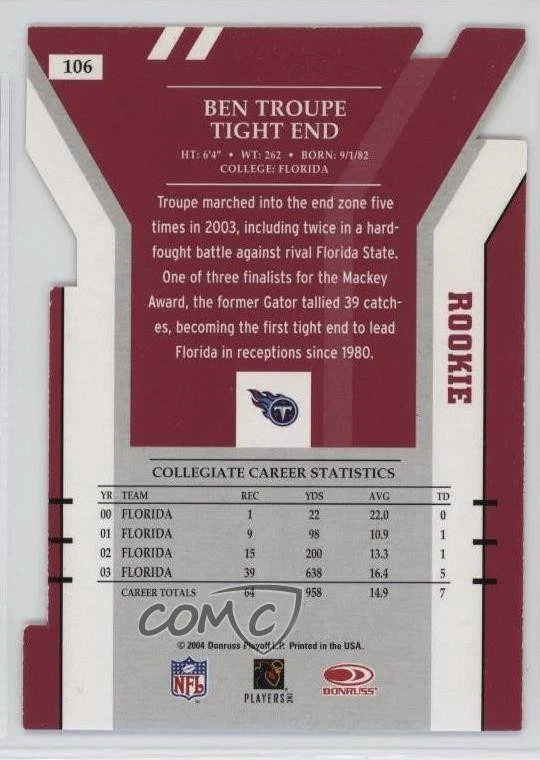 106
BEN TROUPE
TIGHT END
HT: 6'4" • WT: 262 • BORN: 9/1/82
COLLEGE: FLORIDA
Troupe marched into the end zone five
times in 2003, including twice in a hard-
fought battle against rival Florida State.
One of three finalists for the Mackey
Award, the former Gator tallied 39 catch-
es, becoming the first tight end to lead
Florida in receptions since 1980.
ROOKIE
T
COLLEGIATE CAREER STATISTICS
YR TEAM REC YDS AVG TD
00 FLORIDA 1 22 22.0 0
01 FLORIDA 9 98 10.9 1
02 FLORIDA 15 200 13.3 1
03 FLORIDA 39 638 16.4 5
CAREER TOTALS 64 958 14.9 7
COMC
© 2004 Donruss Playoff L.P. Printed in the USA.
NFL
PLAYERS INC
DONRUSS